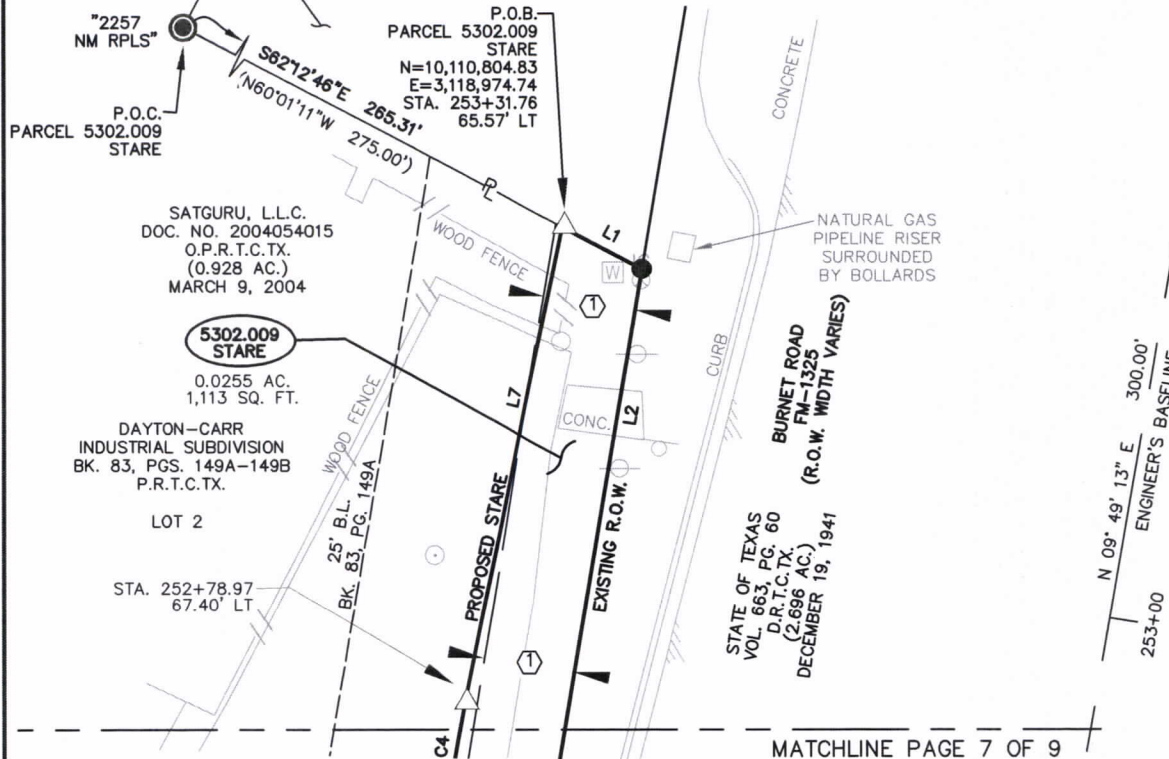 "2257
NM RPLS"
P.O.C.
PARCEL 5302.009
STARE
S62°12'46"E 265.31'
(N60°01'11"W 275.00')
P.O.B.
PARCEL 5302.009
STARE
N=10,110,804.83
E=3,118,974.74
STA. 253+31.76
65.57' LT
CONCRETE
PL
L1
SATGURU, L.L.C.
DOC. NO. 2004054015
O.P.R.T.C.TX.
(0.928 AC.)
MARCH 9, 2004
WOOD FENCE
W
1
NATURAL GAS
PIPELINE RISER
SURROUNDED
BY BOLLARDS
5302.009
STARE
0.0255 AC.
1,113 SQ. FT.
DAYTON-CARR
INDUSTRIAL SUBDIVISION
BK. 83, PGS. 149A-149B
P.R.T.C.TX.
LOT 2
WOOD FENCE
25' B.L.
BK. 83, PG. 149A
L7
PROPOSED STARE
CONC.
L2
EXISTING R.O.W.
CURB
BURNET ROAD
FM-1325
(R.O.W. WIDTH VARIES)
STATE OF TEXAS
VOL. 663, PG. 60
D.R.T.C.TX.
(2.696 AC.)
DECEMBER 19, 1941
N 09° 49' 13" E 300.00'
ENGINEER'S BASELINE
253+00
STA. 252+78.97
67.40' LT
1
C4
MATCHLINE PAGE 7 OF 9